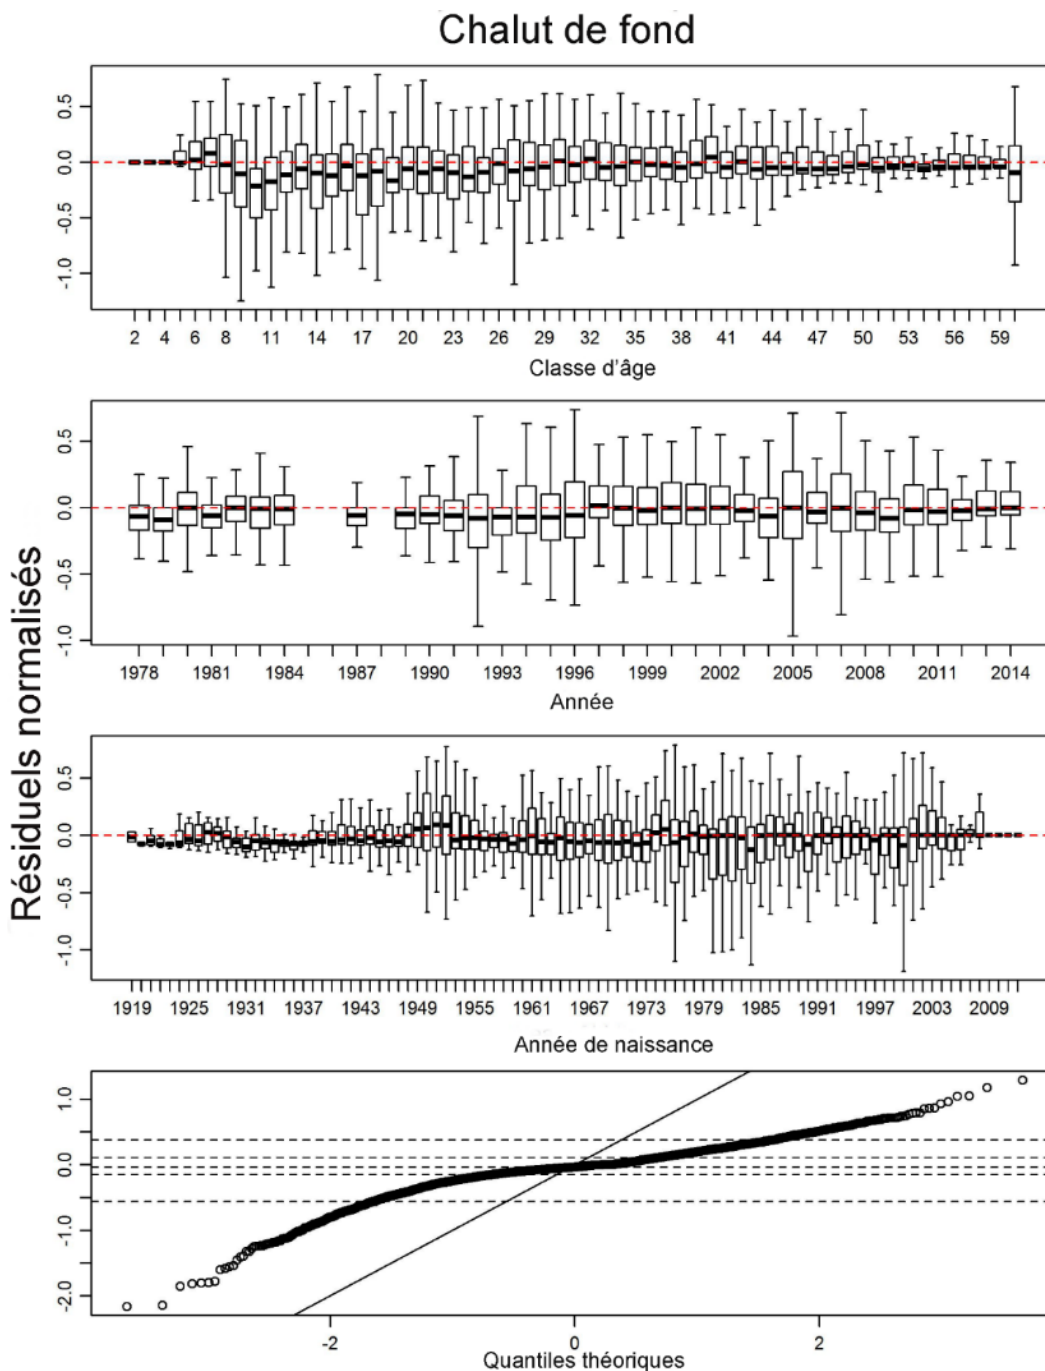 Chalut de fond
Résiduels normalisés
0.5
0.0
-0.5
-1.0
2 4 6 8 11 14 17 20 23 26 29 32 35 38 41 44 47 50 53 56 59
Classe d'âge
0.5
0.0
-0.5
-1.0
1978 1981 1984 1987 1990 1993 1996 1999 2002 2005 2008 2011 2014
Année
0.5
0.0
-0.5
-1.0
1919 1925 1931 1937 1943 1949 1955 1961 1967 1973 1979 1985 1991 1997 2003 2009
Année de naissance
1.0
0.0
-1.0
-2.0
-2 0 2
Quantiles théoriques